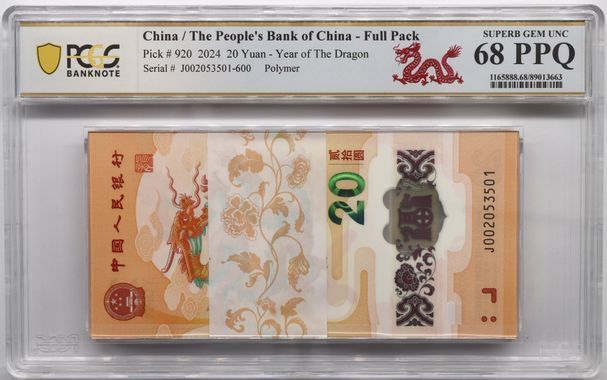 PCGS
BANKNOTE
China / The People's Bank of China - Full Pack
Pick # 920 2024 20 Yuan - Year of The Dragon
Serial # J002053501-600 Polymer
SUPERB GEM UNC
68 PPQ
1165888.68/89013663
中国人民银行
贰拾圆
20
J002053501